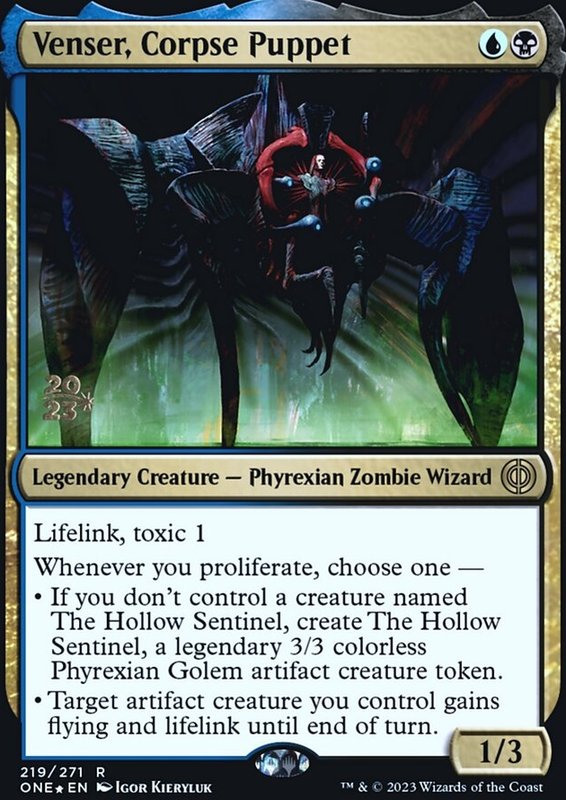 Venser, Corpse Puppet
20
23*
Legendary Creature — Phyrexian Zombie Wizard
Lifelink, toxic 1
Whenever you proliferate, choose one —
• If you don't control a creature named
The Hollow Sentinel, create The Hollow
Sentinel, a legendary 3/3 colorless
Phyrexian Golem artifact creature token.
• Target artifact creature you control gains
flying and lifelink until end of turn.
1/3
219/271 R
ONE★EN Igor Kieryluk
™ & © 2023 Wizards of the Coast